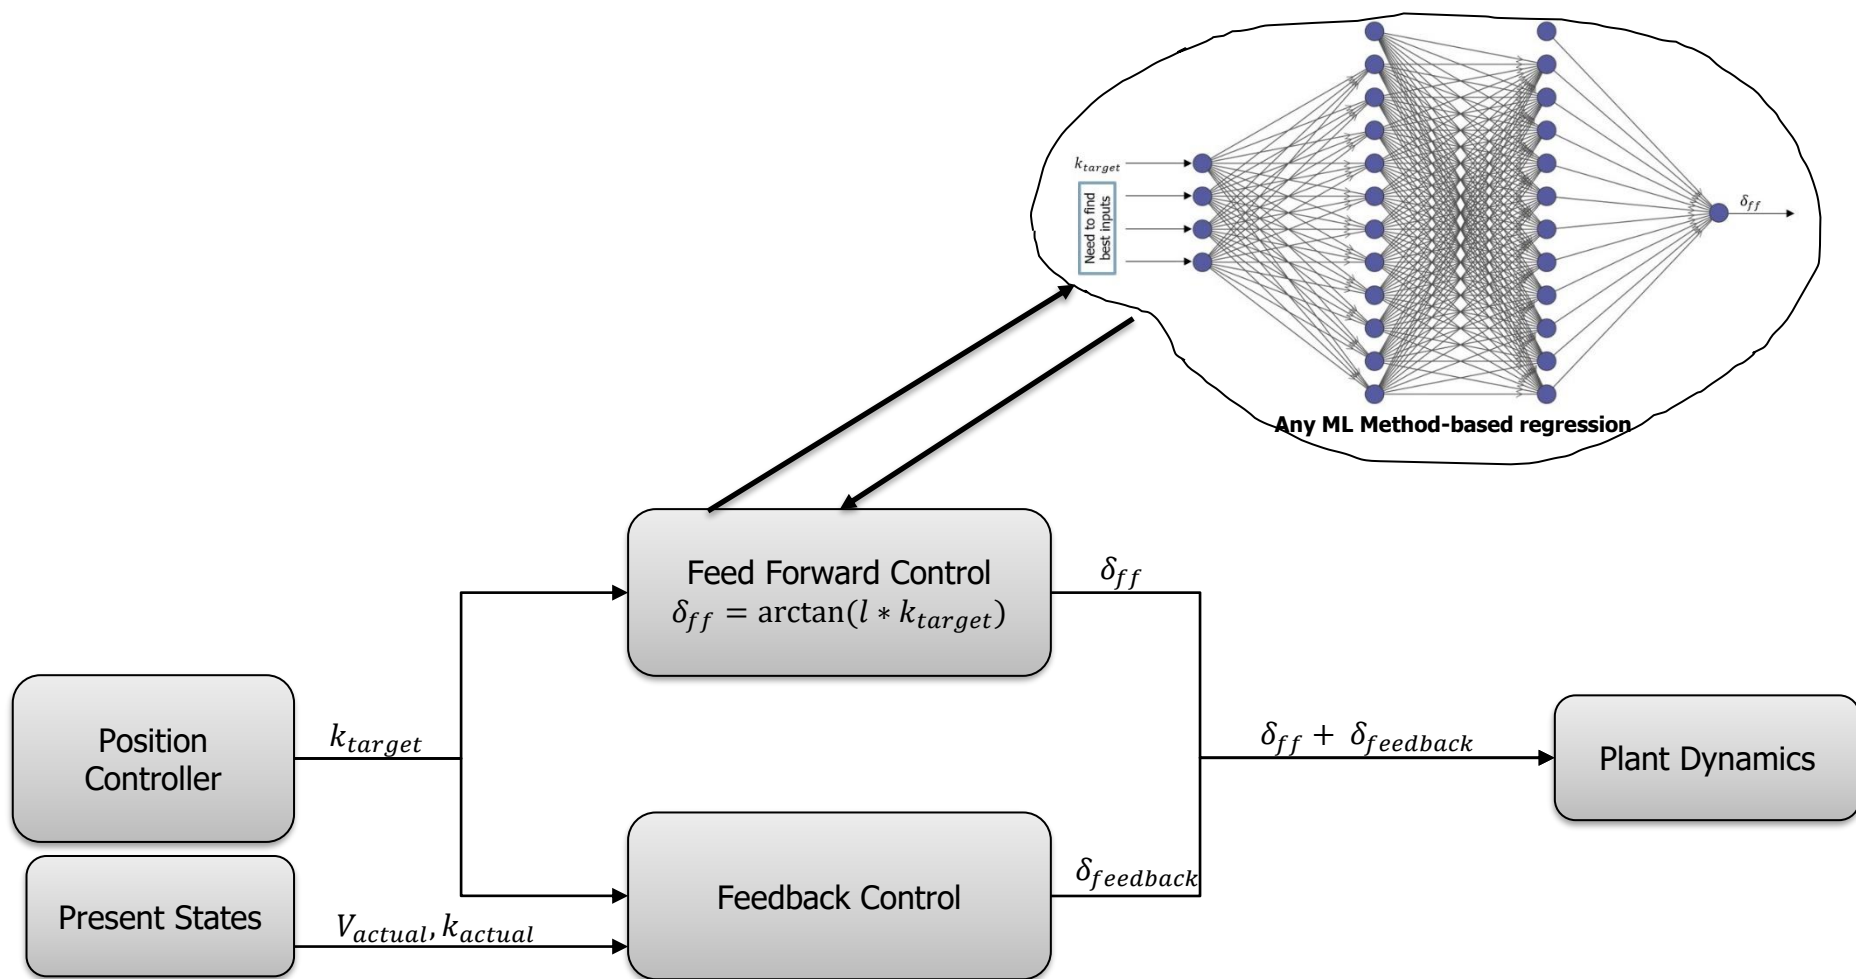 k_target
Need to find
best inputs
δ_ff
Any ML Method-based regression
Feed Forward Control
δ_ff = arctan(l ∗ k_target)
δ_ff
Position
Controller
k_target
δ_ff + δ_feedback
Plant Dynamics
Present States
V_actual, k_actual
Feedback Control
δ_feedback